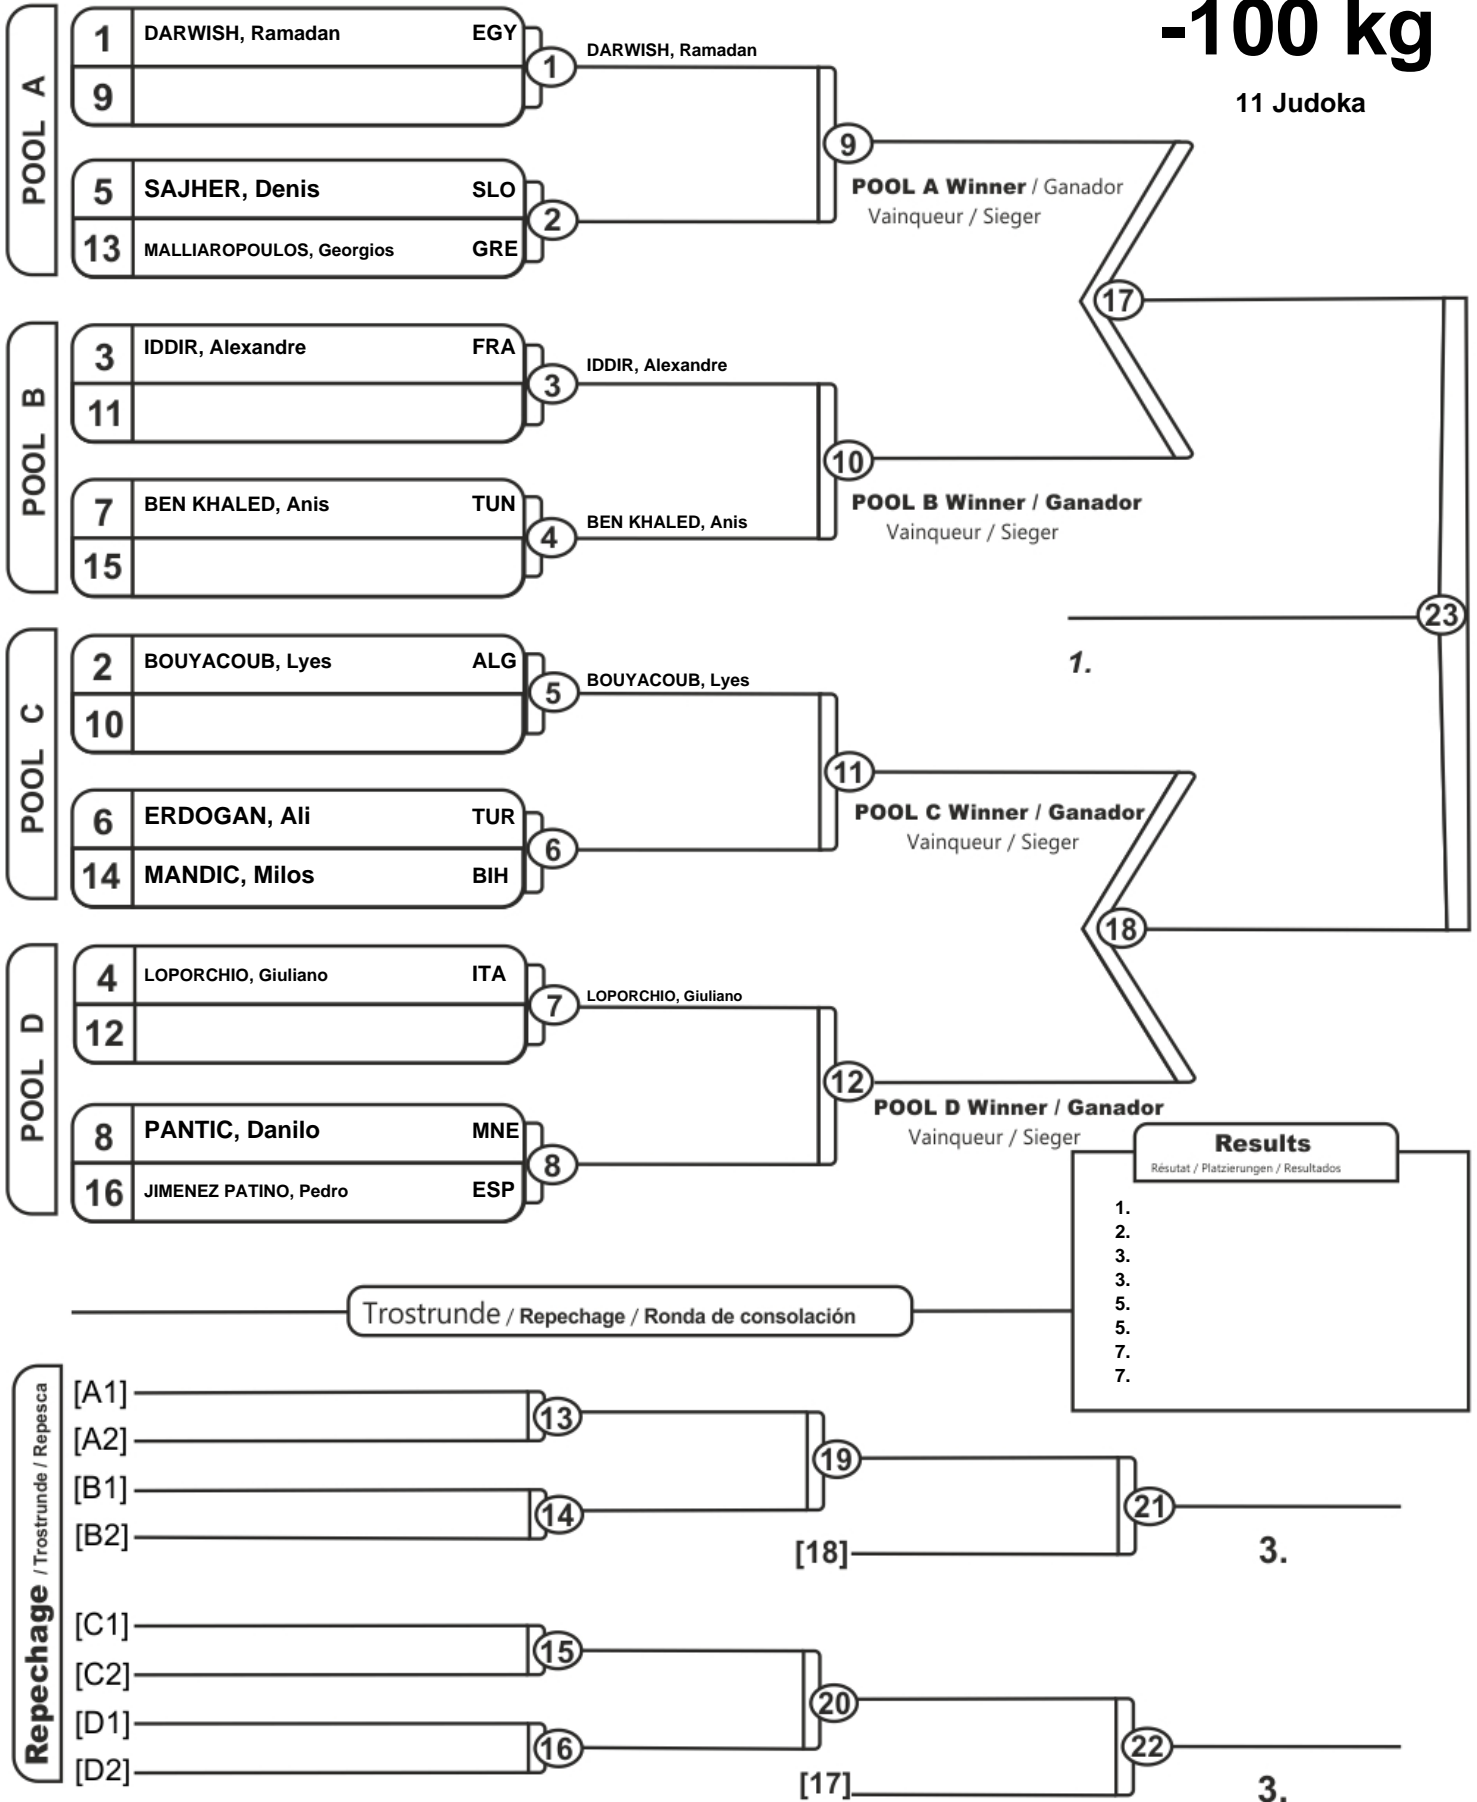 -100 kg
11 Judoka
POOL A
1 DARWISH, Ramadan EGY
9
1
DARWISH, Ramadan
5 SAJHER, Denis SLO
13 MALLIAROPOULOS, Georgios GRE
2
9
POOL A Winner / Ganador
Vainqueur / Sieger
POOL B
3 IDDIR, Alexandre FRA
11
3
IDDIR, Alexandre
7 BEN KHALED, Anis TUN
15
4
BEN KHALED, Anis
10
POOL B Winner / Ganador
Vainqueur / Sieger
17
POOL C
2 BOUYACOUB, Lyes ALG
10
5
BOUYACOUB, Lyes
6 ERDOGAN, Ali TUR
14 MANDIC, Milos BIH
6
11
POOL C Winner / Ganador
Vainqueur / Sieger
POOL D
4 LOPORCHIO, Giuliano ITA
12
7
LOPORCHIO, Giuliano
8 PANTIC, Danilo MNE
16 JIMENEZ PATINO, Pedro ESP
8
12
POOL D Winner / Ganador
Vainqueur / Sieger
18
23
1.
Results
Résutat / Platzierungen / Resultados
1.
2.
3.
3.
5.
5.
7.
7.
Trostrunde / Repechage / Ronda de consolación
Repechage / Trostrunde / Repesca
[A1]
[A2]
13
[B1]
[B2]
14
19
[18]
21
3.
[C1]
[C2]
15
[D1]
[D2]
16
20
[17]
22
3.